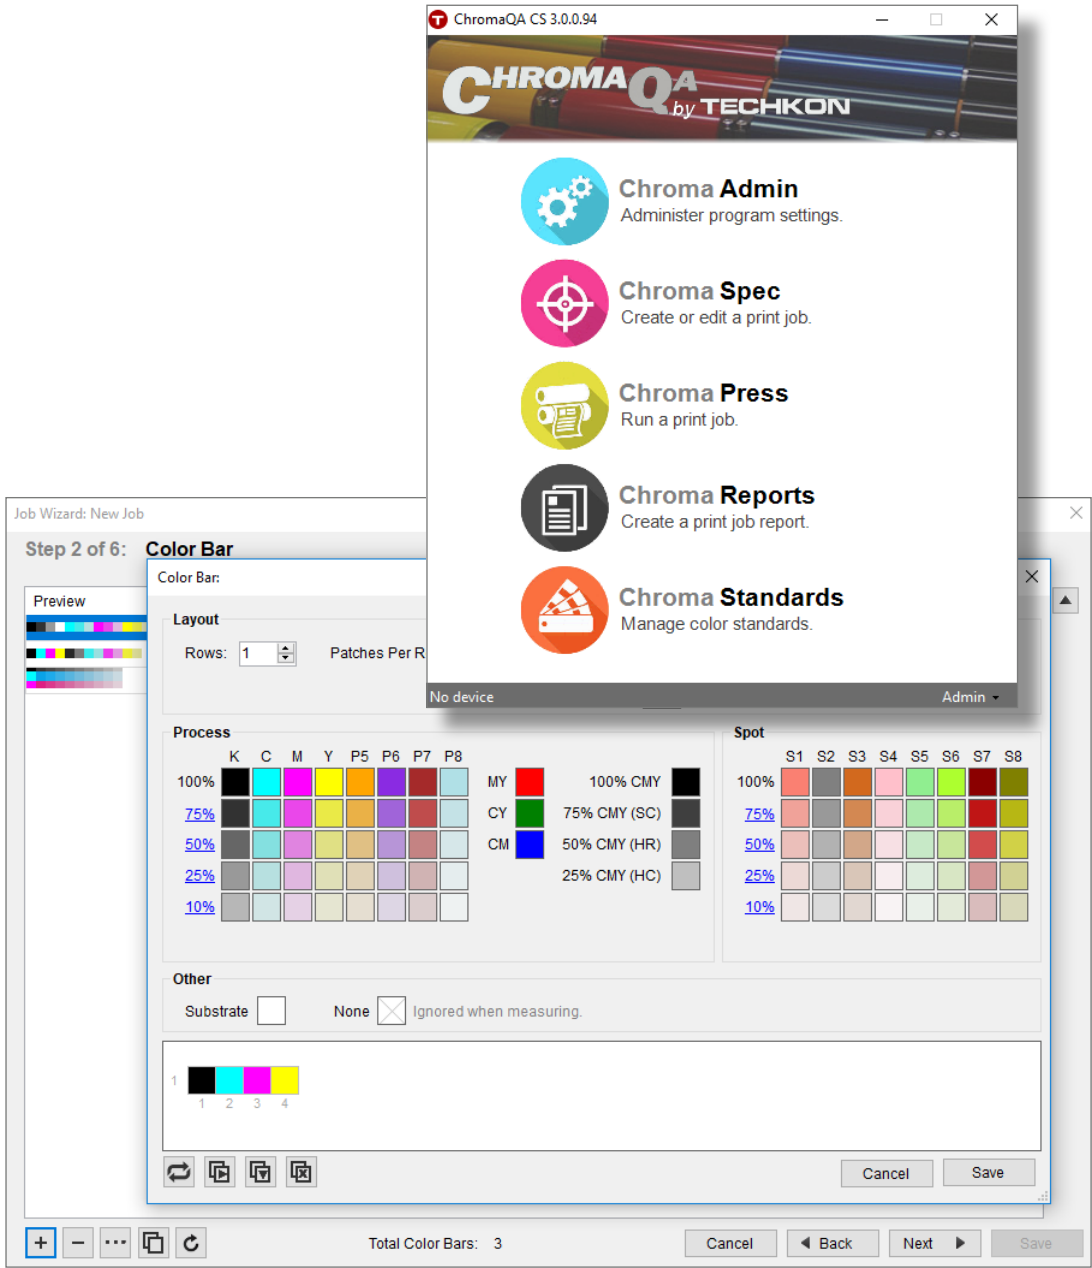 ChromaQA CS 3.0.0.94
CHROMAQA
by TECHKON
Chroma Admin
Administer program settings.
Chroma Spec
Create or edit a print job.
Chroma Press
Run a print job.
Chroma Reports
Create a print job report.
Chroma Standards
Manage color standards.
No device
Admin
Job Wizard: New Job
Step 2 of 6: Color Bar
Preview
Color Bar:
Layout
Rows: 1 Patches Per R
Process
K C M Y P5 P6 P7 P8
100%
75%
50%
25%
10%
MY
CY
CM
100% CMY
75% CMY (SC)
50% CMY (HR)
25% CMY (HC)
Spot
S1 S2 S3 S4 S5 S6 S7 S8
100%
75%
50%
25%
10%
Other
Substrate None Ignored when measuring.
1
1 2 3 4
Cancel Save
Total Color Bars: 3
Cancel Back Next Save